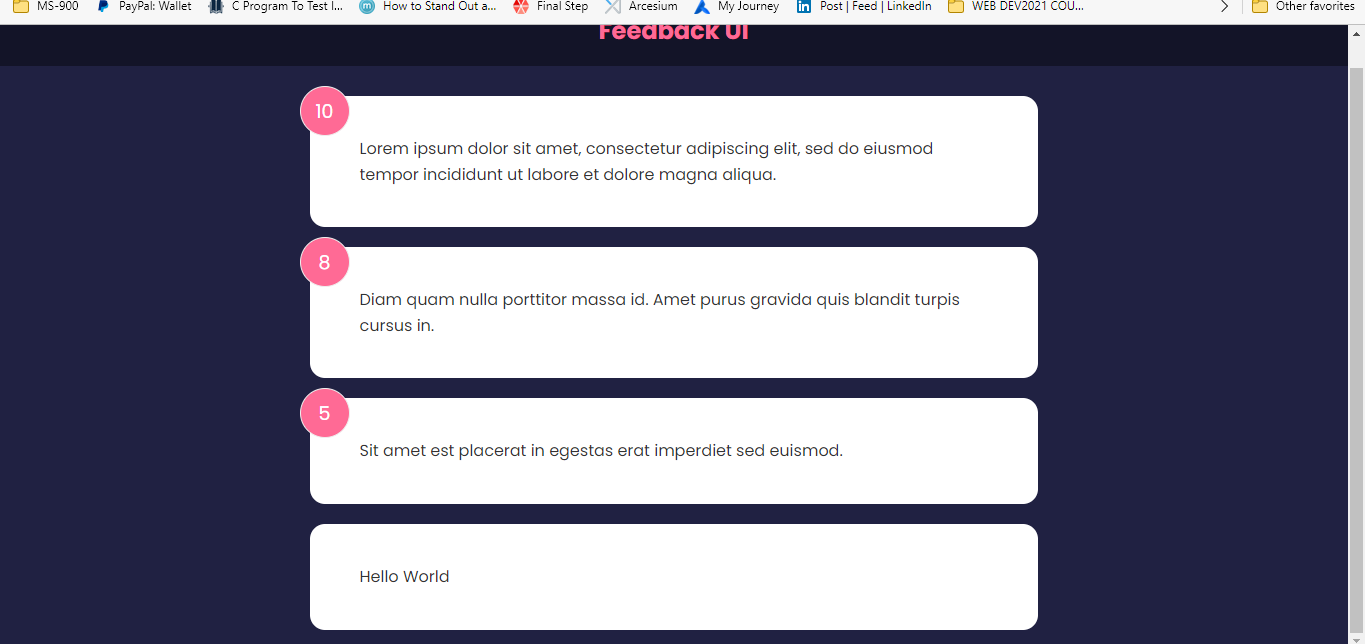 MS-900 PayPal: Wallet C Program To Test I... How to Stand Out a... Final Step Arcesium My Journey Post | Feed | LinkedIn WEB DEV2021 COU... Other favorites
Feedback UI
10
Lorem ipsum dolor sit amet, consectetur adipiscing elit, sed do eiusmod
tempor incididunt ut labore et dolore magna aliqua.
8
Diam quam nulla porttitor massa id. Amet purus gravida quis blandit turpis
cursus in.
5
Sit amet est placerat in egestas erat imperdiet sed euismod.
Hello World